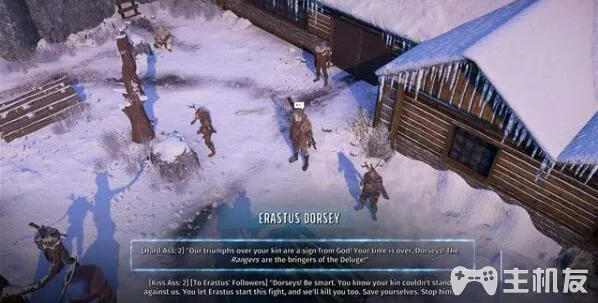 ERASTUS DORSEY
[Hard Ass: 2] "Our triumphs over your kin are a sign from God! Your time is over, Dorseys! The
Rangers are the bringers of the Deluge!"
[Kiss Ass: 2] [To Erastus' Followers] "Dorseys! Be smart. You know your kin couldn't stand
against us. You let Erastus start this fight, and we'll kill you too. Save yourselves. Stop him
主机友